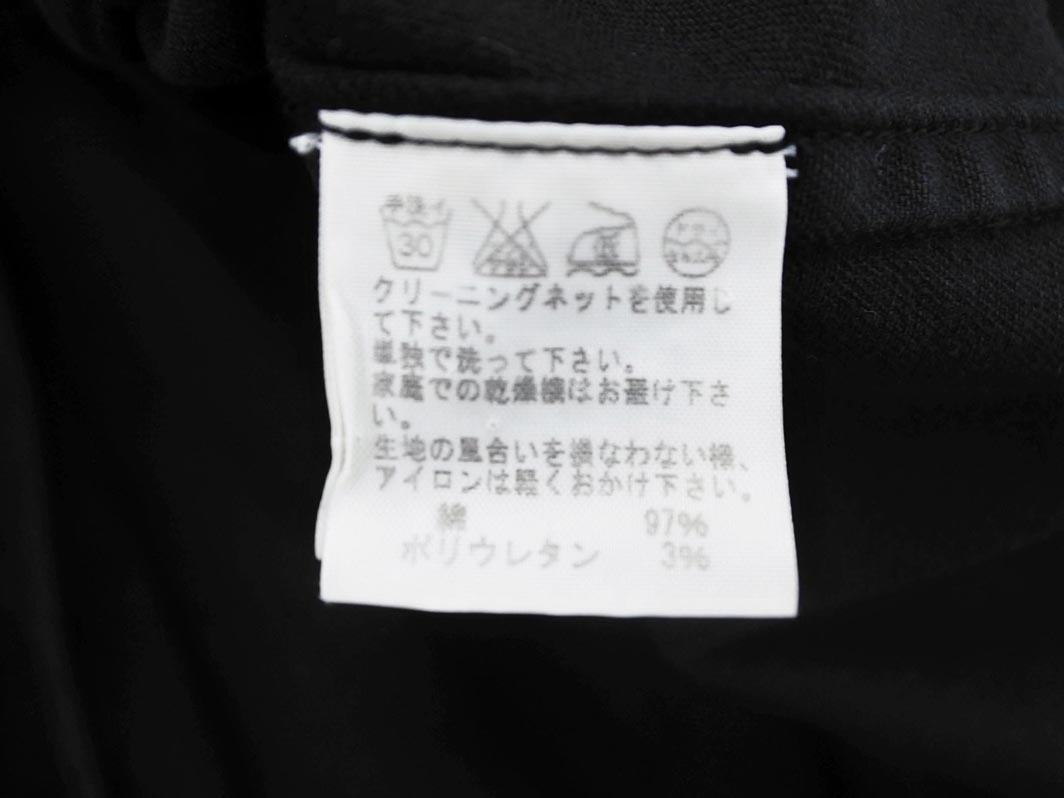 手洗イ
30
クリーニングネットを使用し
て下さい。
単独で洗って下さい。
家庭での乾燥機はお避け下さ
い。
生地の風合いを損なわない様、
アイロンは軽くおかけ下さい。
綿 97%
ポリウレタン 3%